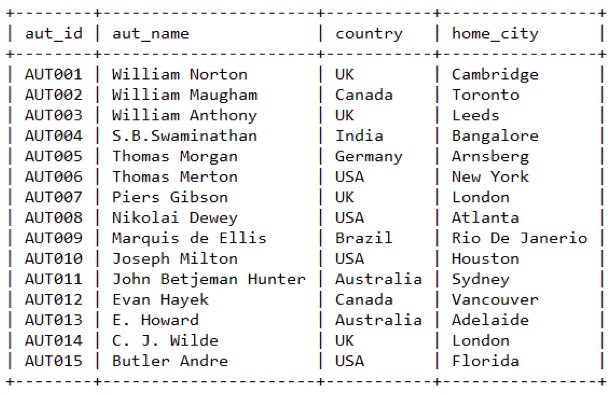 +--------+----------------------+-----------+----------------+
| aut_id | aut_name             | country   | home_city      |
+--------+----------------------+-----------+----------------+
| AUT001 | William Norton       | UK        | Cambridge      |
| AUT002 | William Maugham      | Canada    | Toronto        |
| AUT003 | William Anthony      | UK        | Leeds          |
| AUT004 | S.B.Swaminathan      | India     | Bangalore      |
| AUT005 | Thomas Morgan        | Germany   | Arnsberg       |
| AUT006 | Thomas Merton        | USA       | New York       |
| AUT007 | Piers Gibson         | UK        | London         |
| AUT008 | Nikolai Dewey        | USA       | Atlanta        |
| AUT009 | Marquis de Ellis     | Brazil    | Rio De Janerio |
| AUT010 | Joseph Milton        | USA       | Houston        |
| AUT011 | John Betjeman Hunter | Australia | Sydney         |
| AUT012 | Evan Hayek           | Canada    | Vancouver      |
| AUT013 | E. Howard            | Australia | Adelaide       |
| AUT014 | C. J. Wilde          | UK        | London         |
| AUT015 | Butler Andre         | USA       | Florida        |
+--------+----------------------+-----------+----------------+